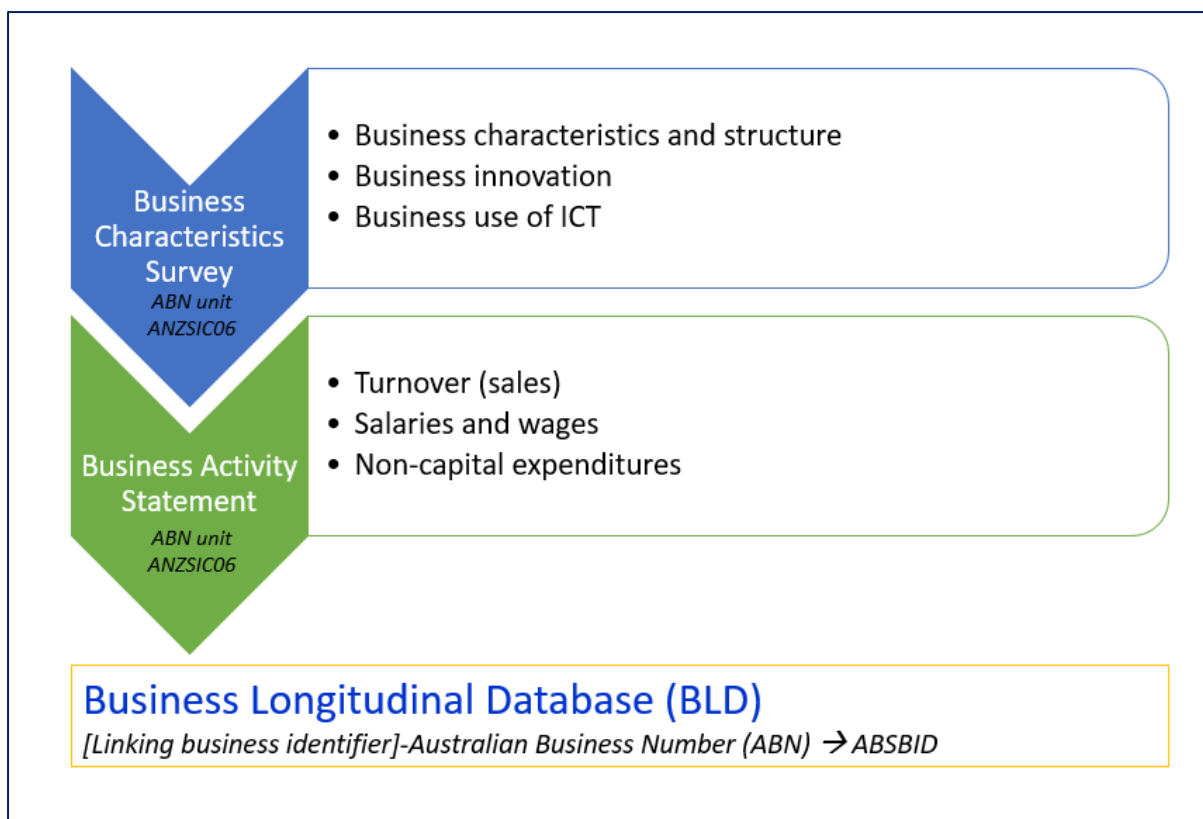 Business
Characteristics
Survey
ABN unit
ANZSIC06
• Business characteristics and structure
• Business innovation
• Business use of ICT
Business Activity
Statement
ABN unit
ANZSIC06
• Turnover (sales)
• Salaries and wages
• Non-capital expenditures
Business Longitudinal Database (BLD)
[Linking business identifier]-Australian Business Number (ABN) → ABSBID